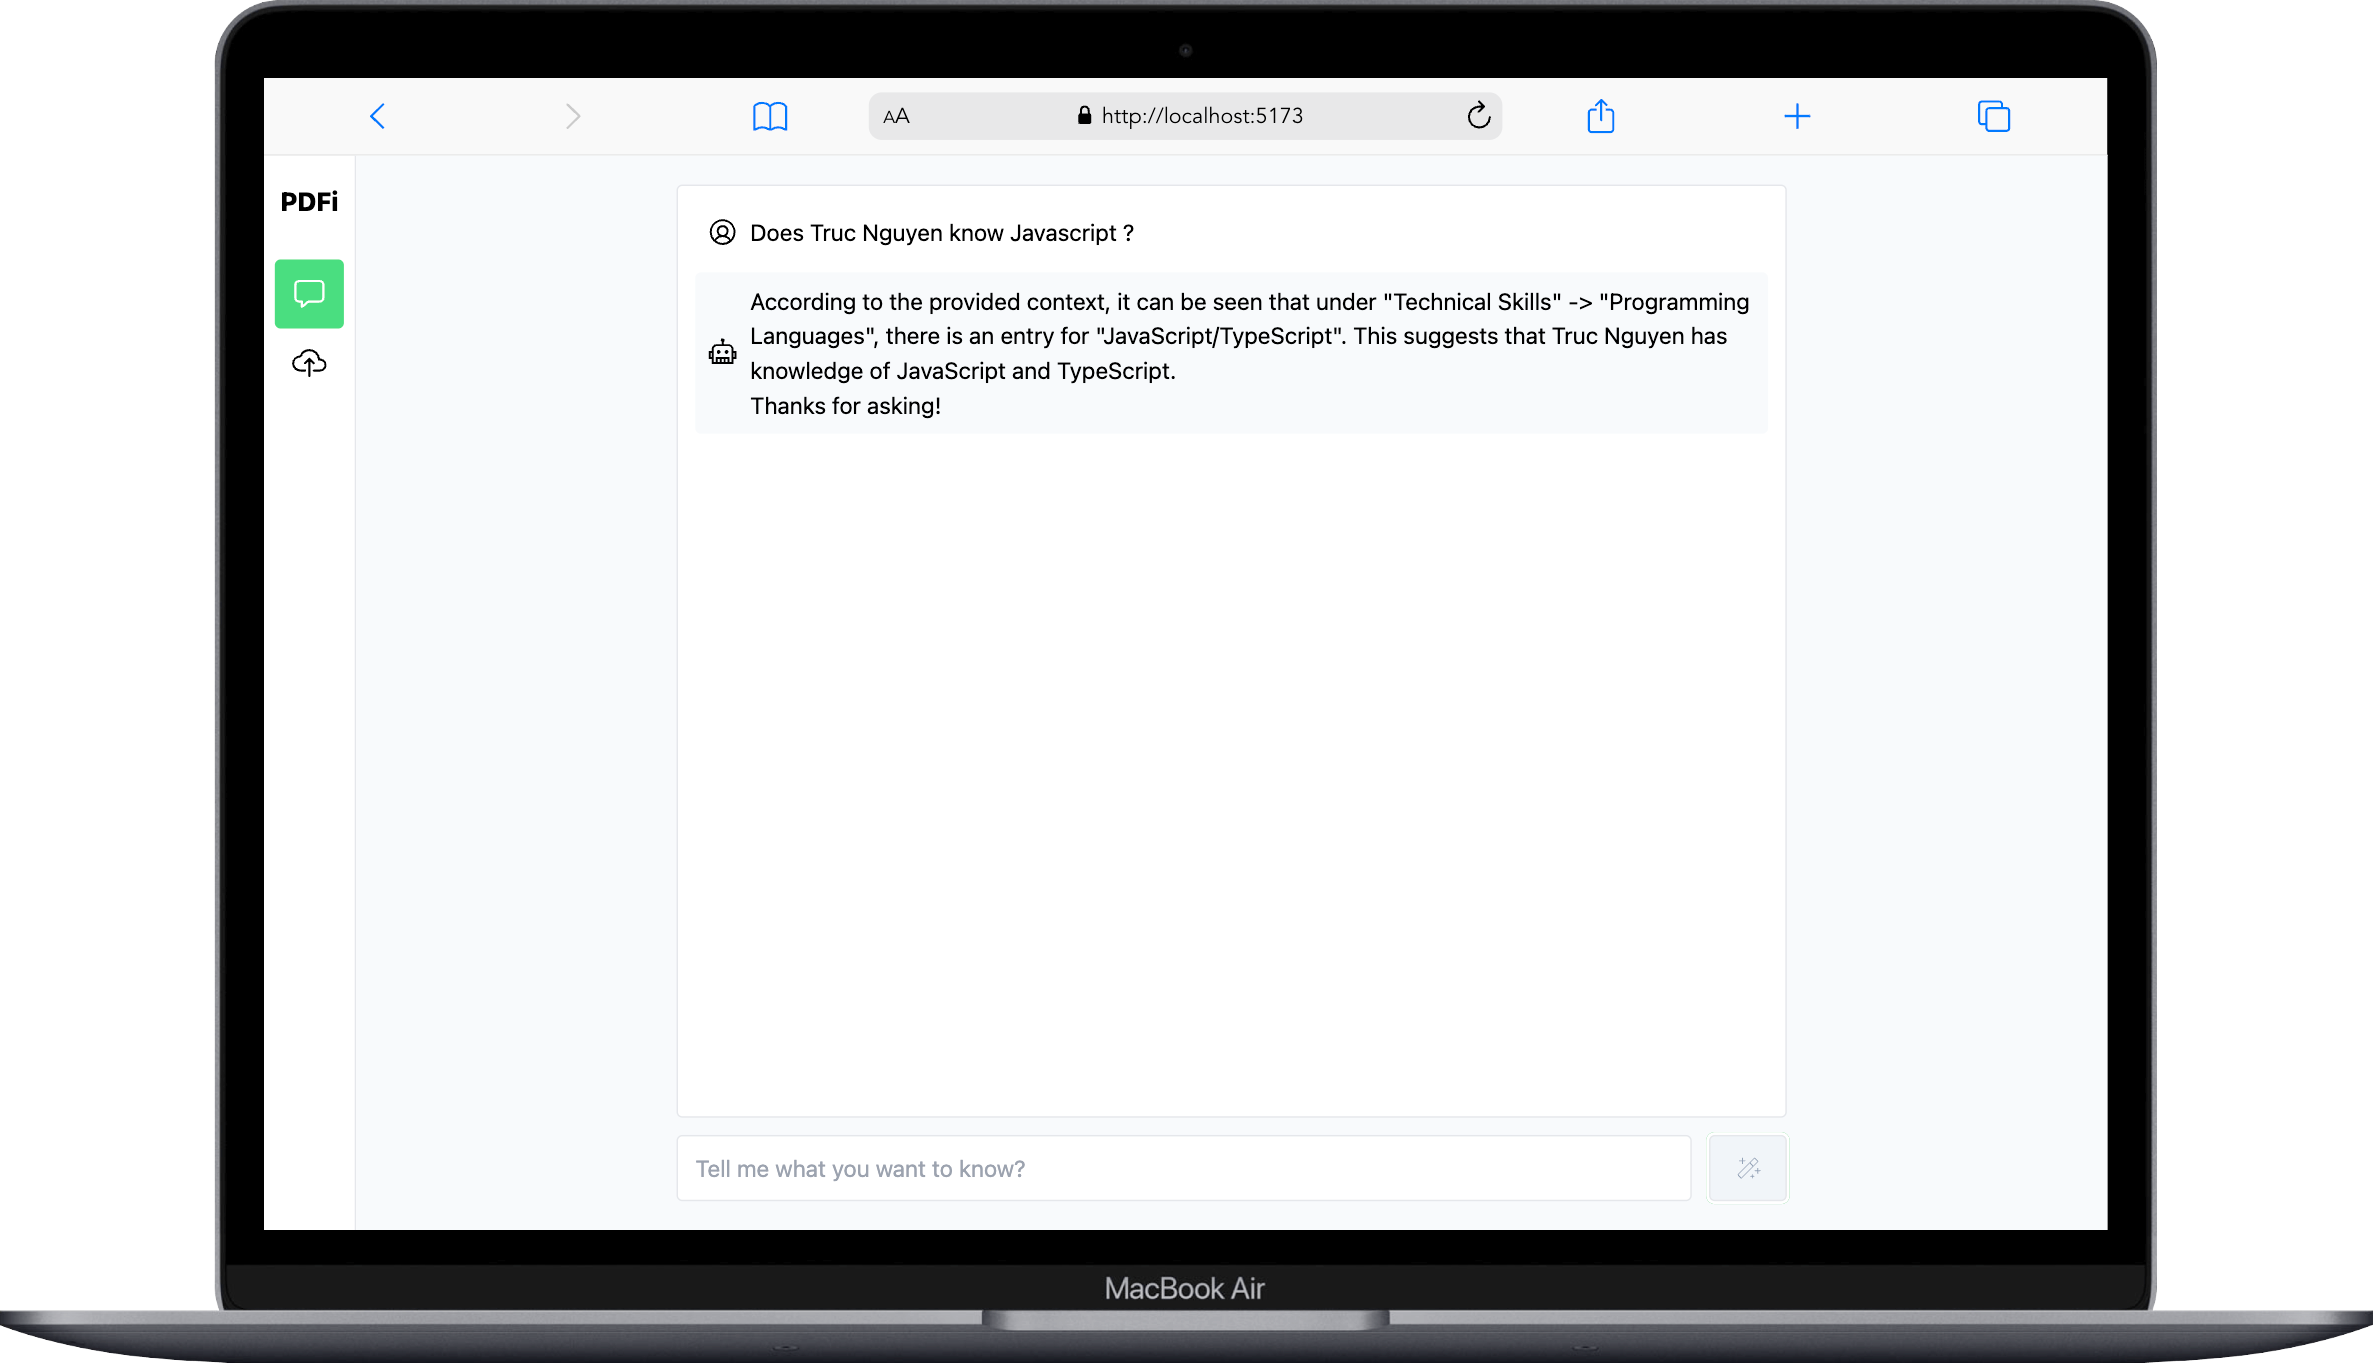 AA
http://localhost:5173
PDFi
Does Truc Nguyen know Javascript ?
According to the provided context, it can be seen that under "Technical Skills" -> "Programming
Languages", there is an entry for "JavaScript/TypeScript". This suggests that Truc Nguyen has
knowledge of JavaScript and TypeScript.
Thanks for asking!
Tell me what you want to know?
MacBook Air